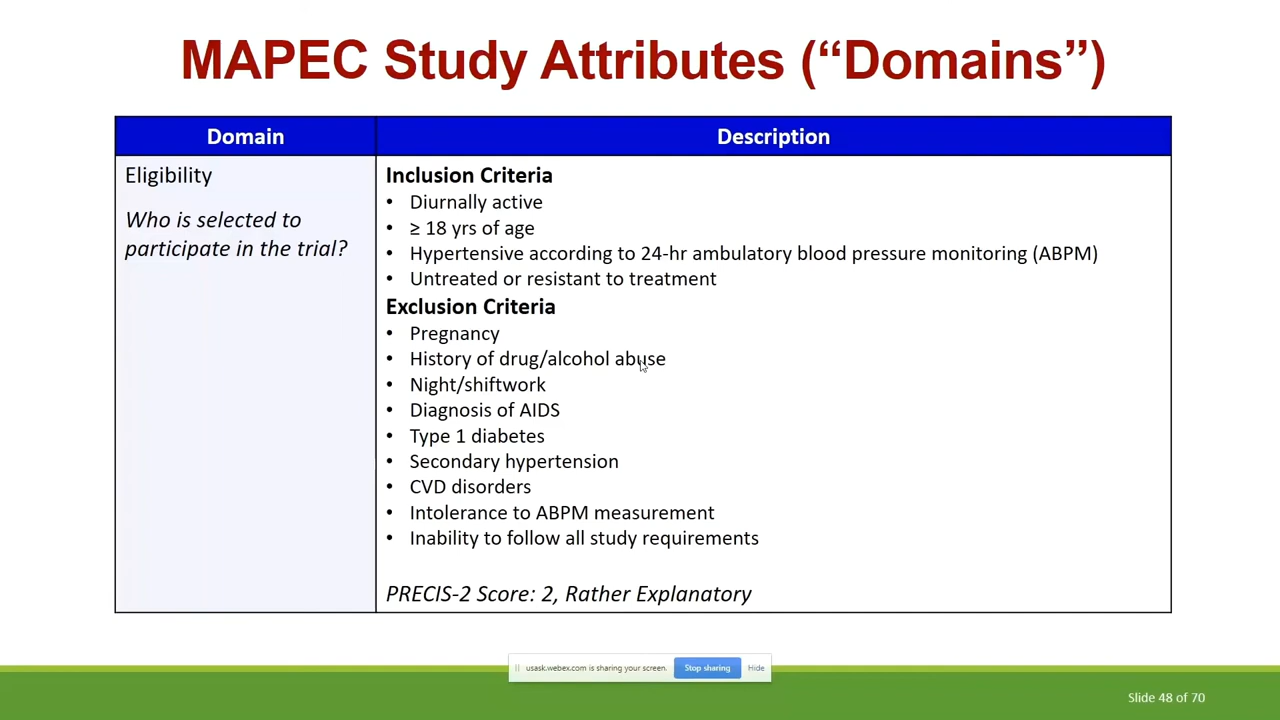 MAPEC Study Attributes (“Domains”)
Domain
Description
Eligibility
Who is selected to
participate in the trial?
Inclusion Criteria
• Diurnally active
• ≥ 18 yrs of age
• Hypertensive according to 24-hr ambulatory blood pressure monitoring (ABPM)
• Untreated or resistant to treatment
Exclusion Criteria
• Pregnancy
• History of drug/alcohol abuse
• Night/shiftwork
• Diagnosis of AIDS
• Type 1 diabetes
• Secondary hypertension
• CVD disorders
• Intolerance to ABPM measurement
• Inability to follow all study requirements
PRECIS-2 Score: 2, Rather Explanatory
usask.webex.com is sharing your screen.
Stop sharing
Hide
Slide 48 of 70